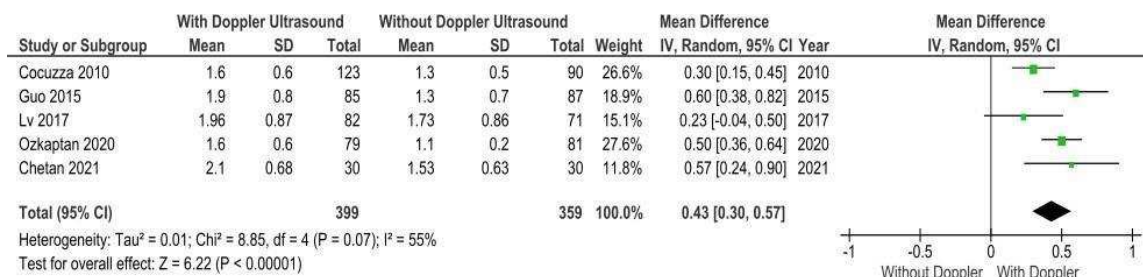 With Doppler Ultrasound Without Doppler Ultrasound Mean Difference Mean Difference
Study or Subgroup Mean SD Total Mean SD Total Weight IV, Random, 95% CI Year IV, Random, 95% CI
Cocuzza 2010 1.6 0.6 123 1.3 0.5 90 26.6% 0.30 [0.15, 0.45] 2010
Guo 2015 1.9 0.8 85 1.3 0.7 87 18.9% 0.60 [0.38, 0.82] 2015
Lv 2017 1.96 0.87 82 1.73 0.86 71 15.1% 0.23 [-0.04, 0.50] 2017
Ozkaptan 2020 1.6 0.6 79 1.1 0.2 81 27.6% 0.50 [0.36, 0.64] 2020
Chetan 2021 2.1 0.68 30 1.53 0.63 30 11.8% 0.57 [0.24, 0.90] 2021
Total (95% CI) 399 359 100.0% 0.43 [0.30, 0.57]
Heterogeneity: Tau² = 0.01; Chi² = 8.85, df = 4 (P = 0.07); I² = 55%
Test for overall effect: Z = 6.22 (P < 0.00001)
-1 -0.5 0 0.5 1
Without Doppler With Doppler